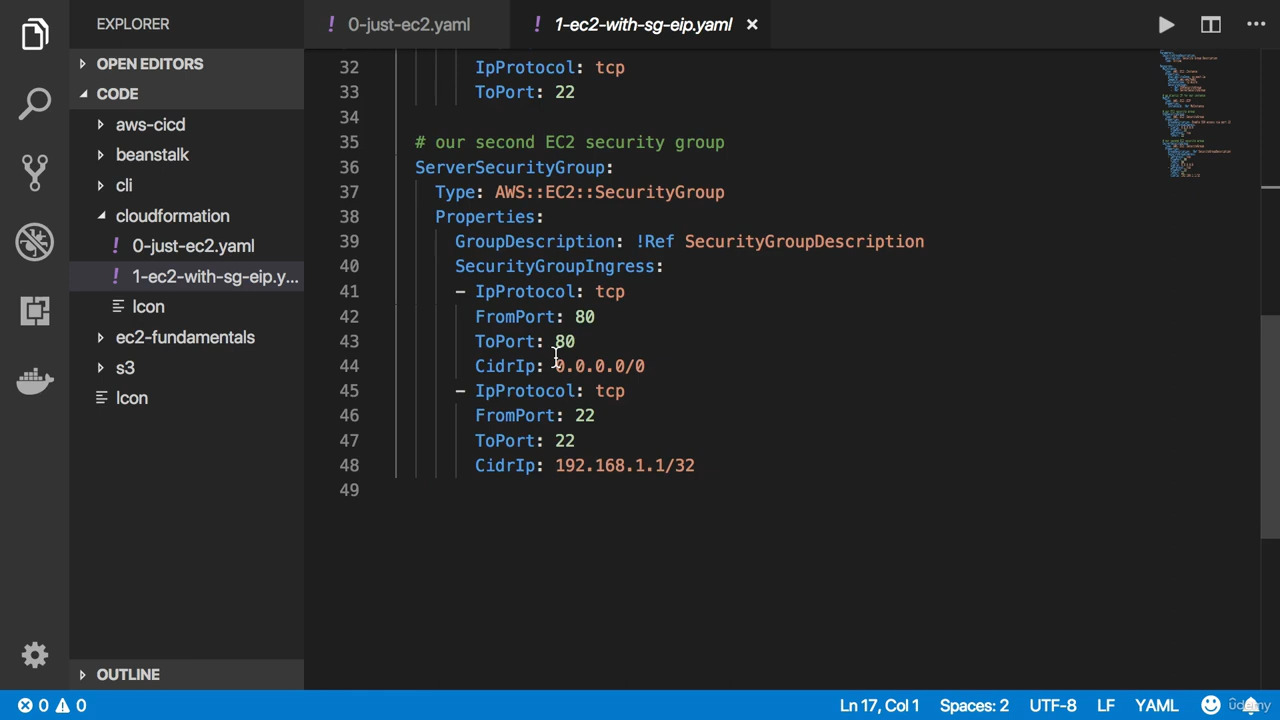 EXPLORER
! 0-just-ec2.yaml
! 1-ec2-with-sg-eip.yaml ×
OPEN EDITORS
CODE
aws-cicd
beanstalk
cli
cloudformation
! 0-just-ec2.yaml
! 1-ec2-with-sg-eip.y...
Icon
ec2-fundamentals
s3
Icon
OUTLINE
32 IpProtocol: tcp
33 ToPort: 22
34
35 # our second EC2 security group
36 ServerSecurityGroup:
37 Type: AWS::EC2::SecurityGroup
38 Properties:
39 GroupDescription: !Ref SecurityGroupDescription
40 SecurityGroupIngress:
41 - IpProtocol: tcp
42 FromPort: 80
43 ToPort: 80
44 CidrIp: 0.0.0.0/0
45 - IpProtocol: tcp
46 FromPort: 22
47 ToPort: 22
48 CidrIp: 192.168.1.1/32
49
0 0
Ln 17, Col 1
Spaces: 2
UTF-8
LF
YAML
ûdemy